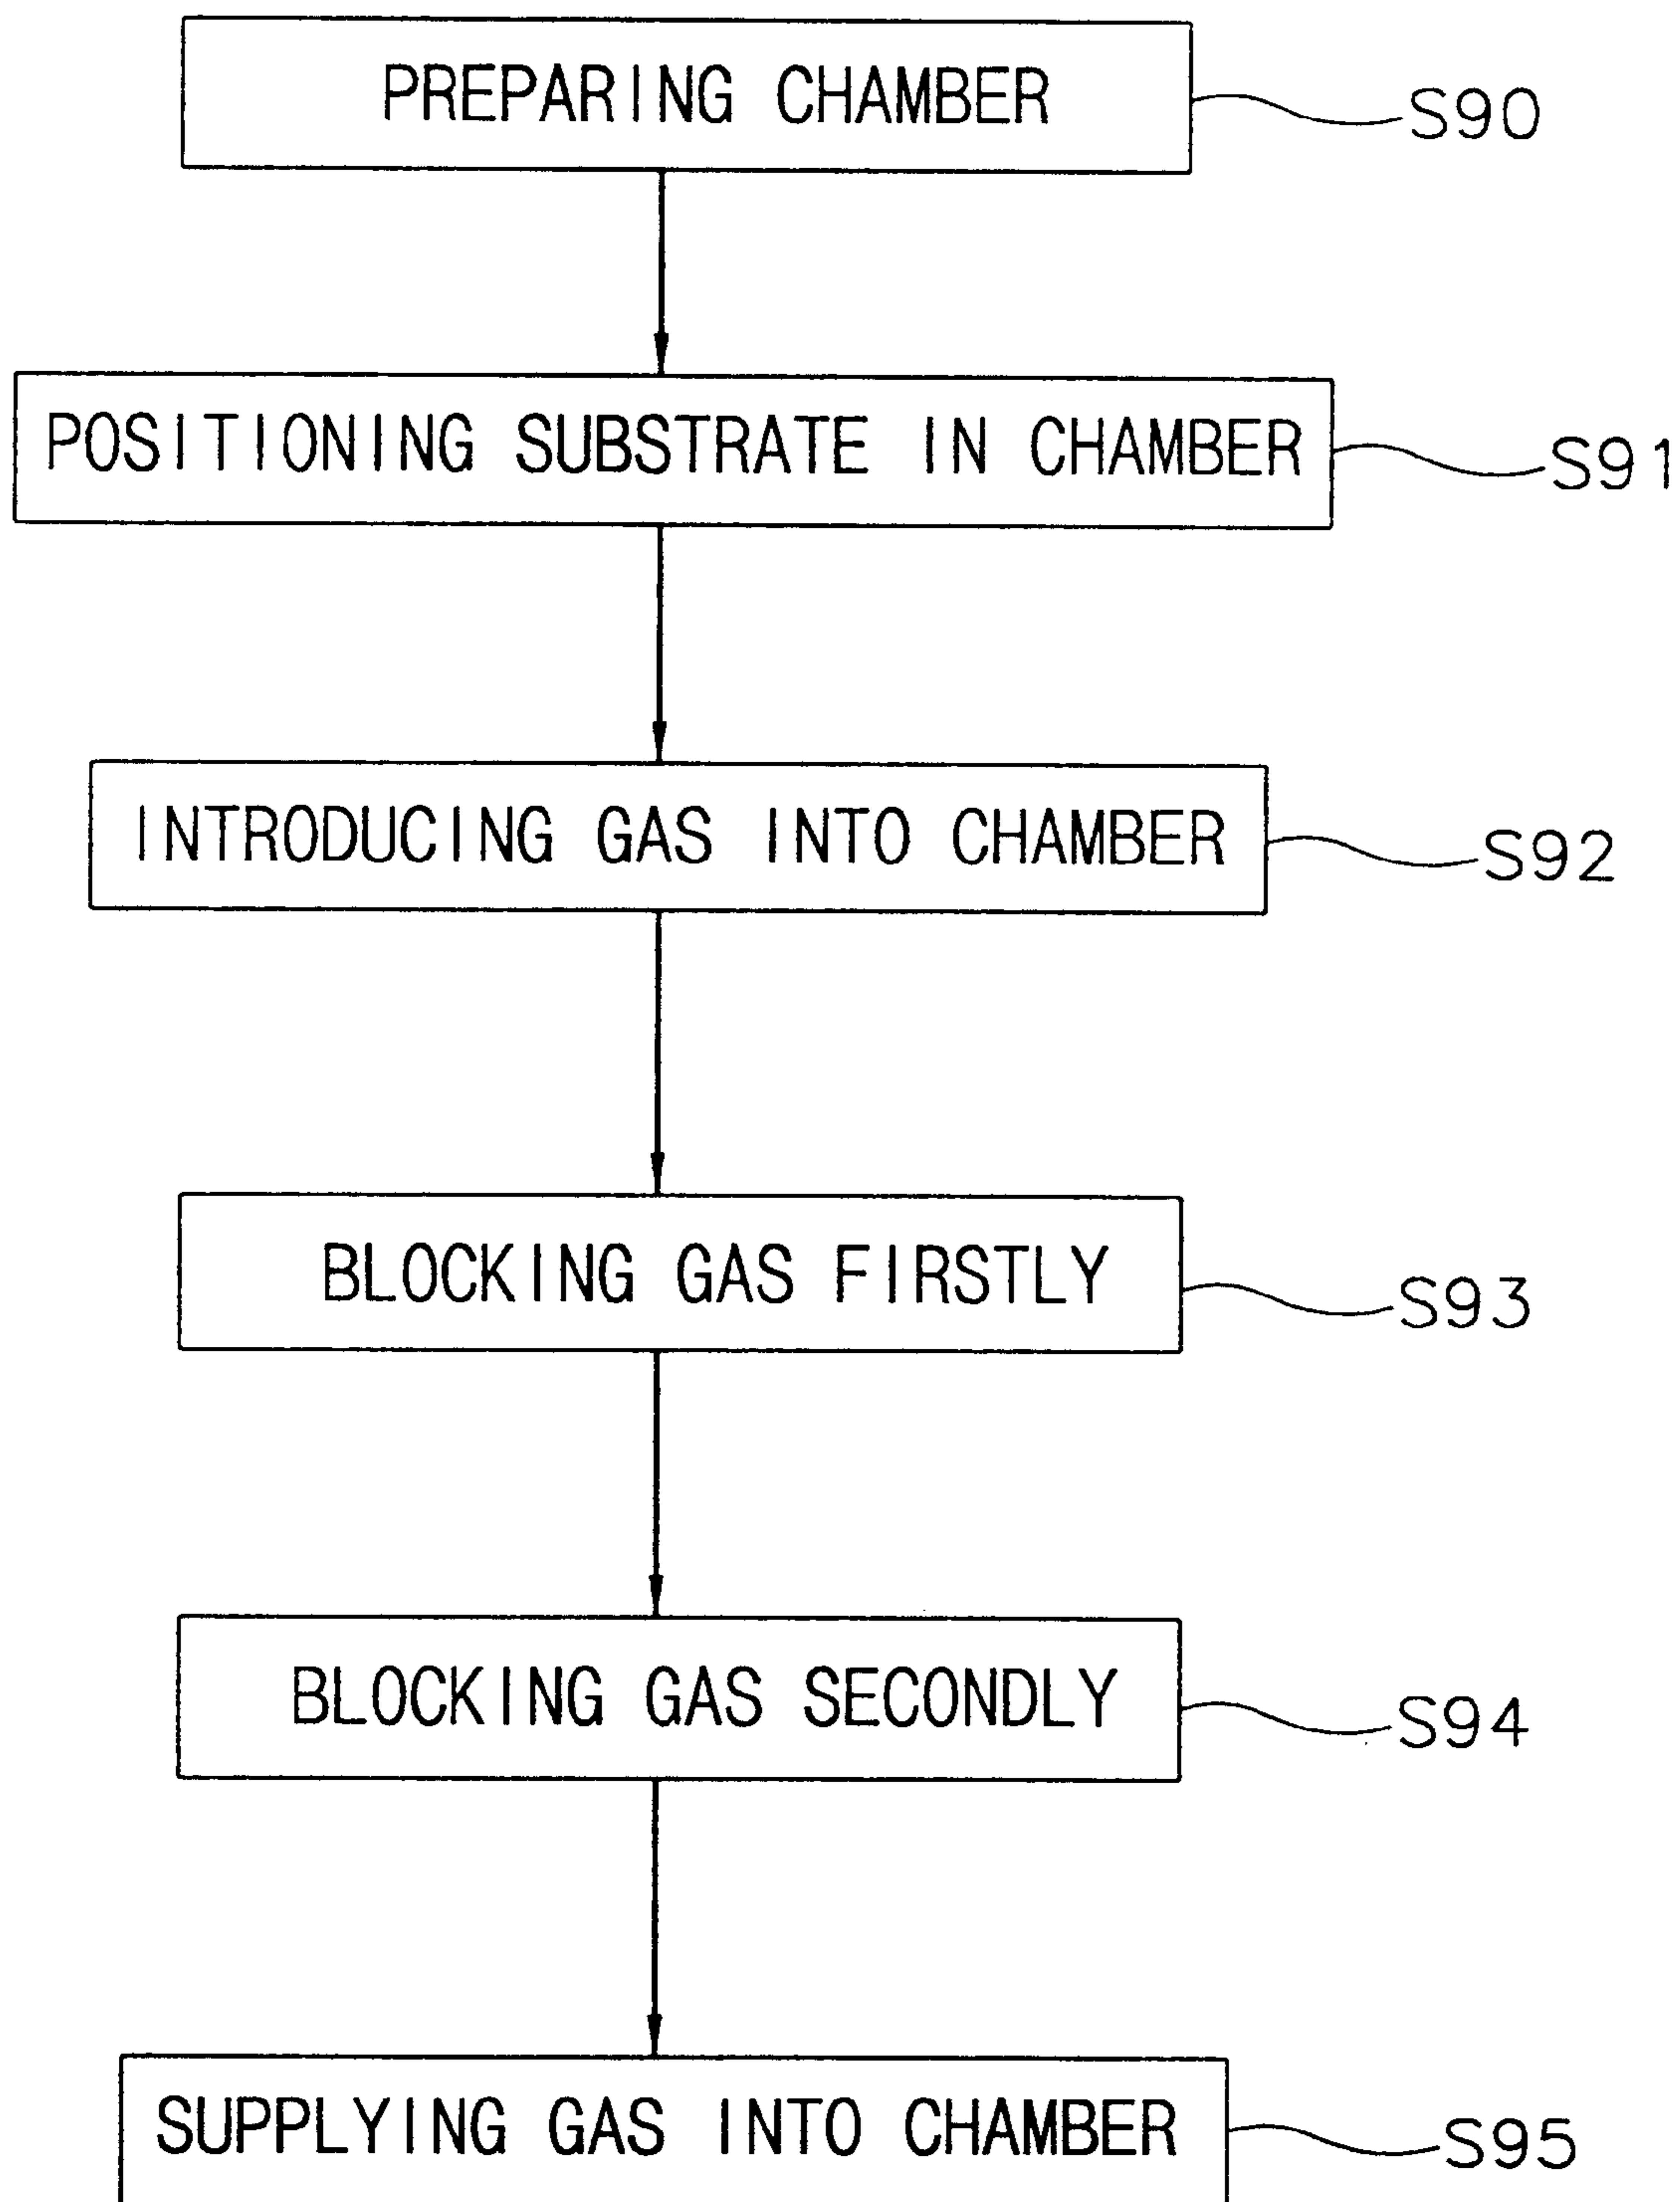 PREPARING CHAMBER
S90
POSITIONING SUBSTRATE IN CHAMBER
S91
INTRODUCING GAS INTO CHAMBER
S92
BLOCKING GAS FIRSTLY
S93
BLOCKING GAS SECONDLY
S94
SUPPLYING GAS INTO CHAMBER
S95